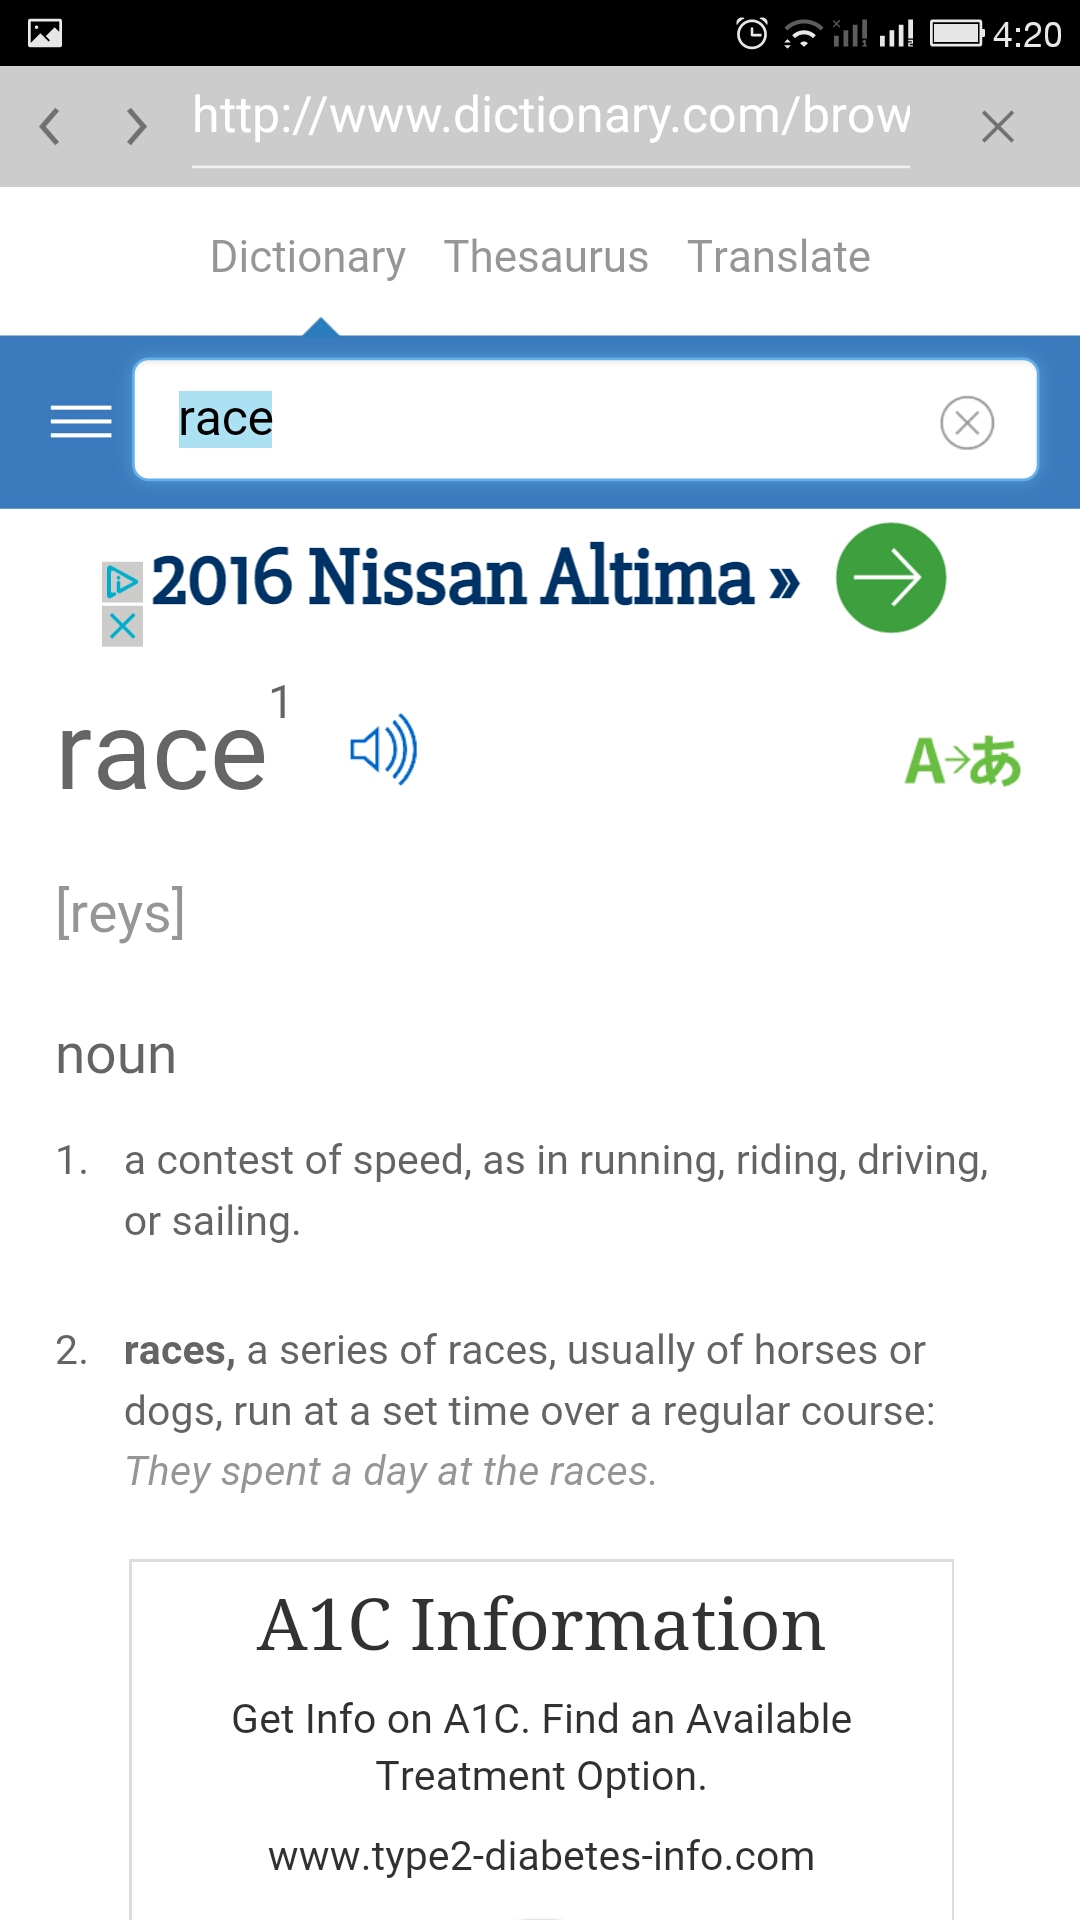 4:20
http://www.dictionary.com/brow
Dictionary Thesaurus Translate
race
2016 Nissan Altima »
race 1
A→あ
[reys]
noun
1. a contest of speed, as in running, riding, driving,
or sailing.
2. races, a series of races, usually of horses or
dogs, run at a set time over a regular course:
They spent a day at the races.
A1C Information
Get Info on A1C. Find an Available
Treatment Option.
www.type2-diabetes-info.com